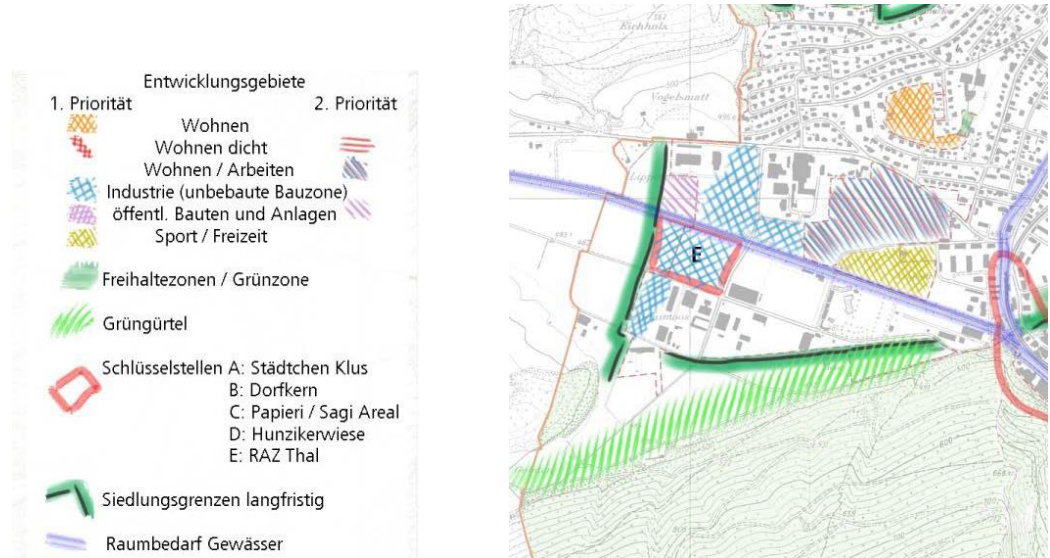 Entwicklungsgebiete
1. Priorität 2. Priorität
Wohnen
Wohnen dicht
Wohnen / Arbeiten
Industrie (unbebaute Bauzone)
öffentl. Bauten und Anlagen
Sport / Freizeit
Freihaltezonen / Grünzone
Grüngürtel
Schlüsselstellen A: Städtchen Klus
B: Dorfkern
C: Papieri / Sagi Areal
D: Hunzikerwiese
E: RAZ Thal
Siedlungsgrenzen langfristig
Raumbedarf Gewässer
Eichholz
Vogelsmatt
E